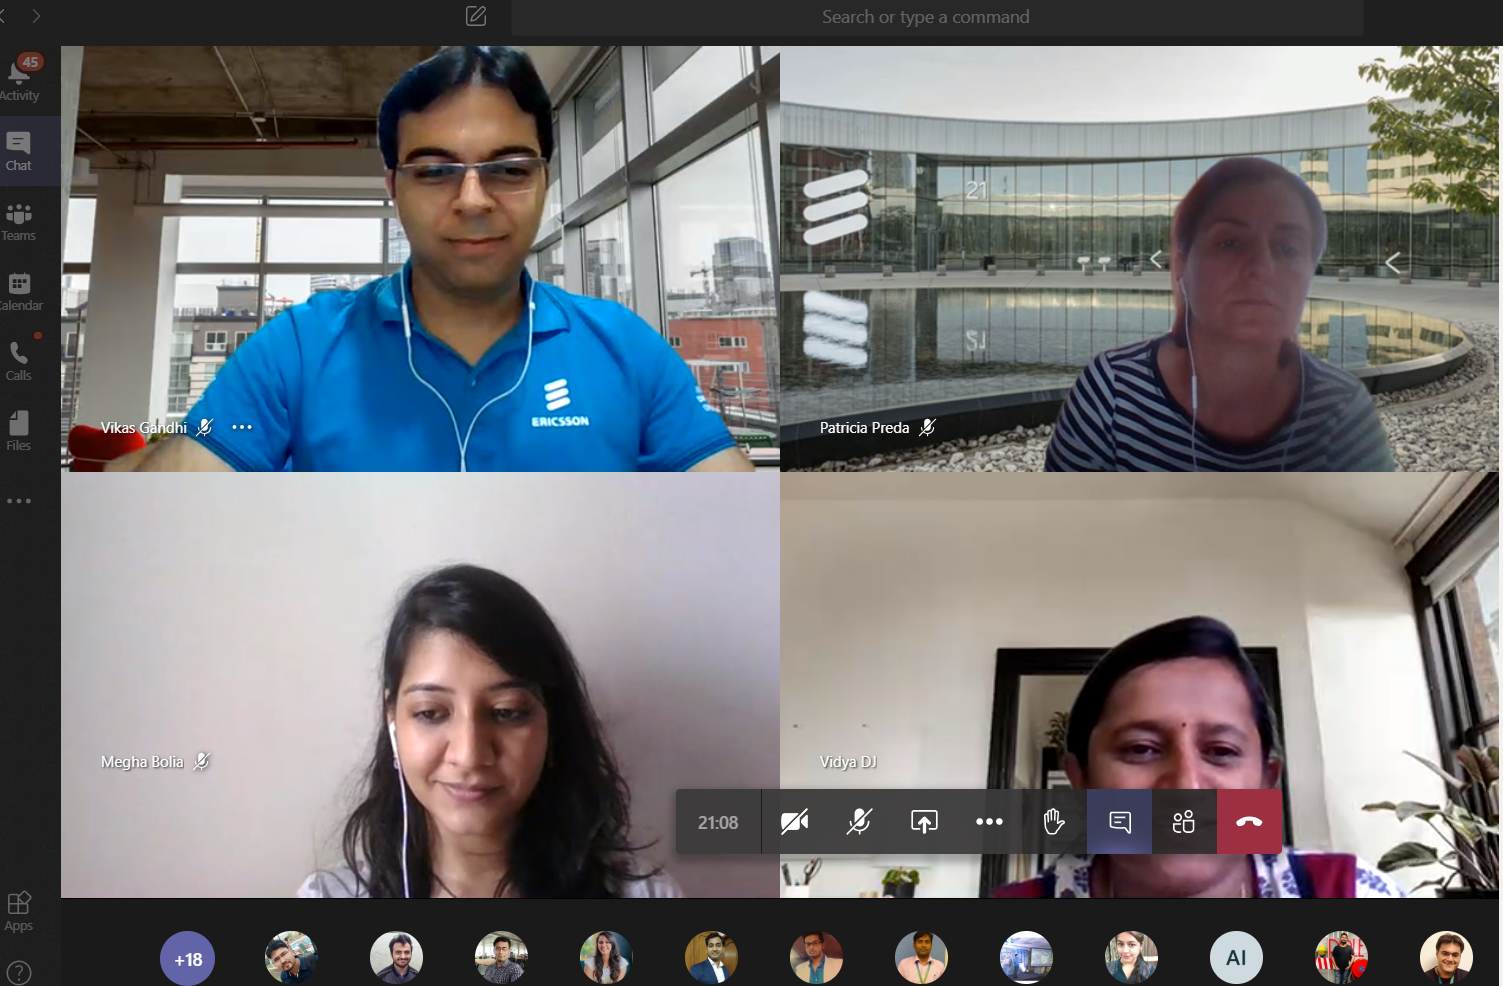 Search or type a command
45
Activity
Chat
Teams
Calendar
Calls
Files
Apps
21
ERICSSON
Vikas Gandhi
Patricia Preda
Megha Bolia
Vidya DJ
21:08
+18
AI